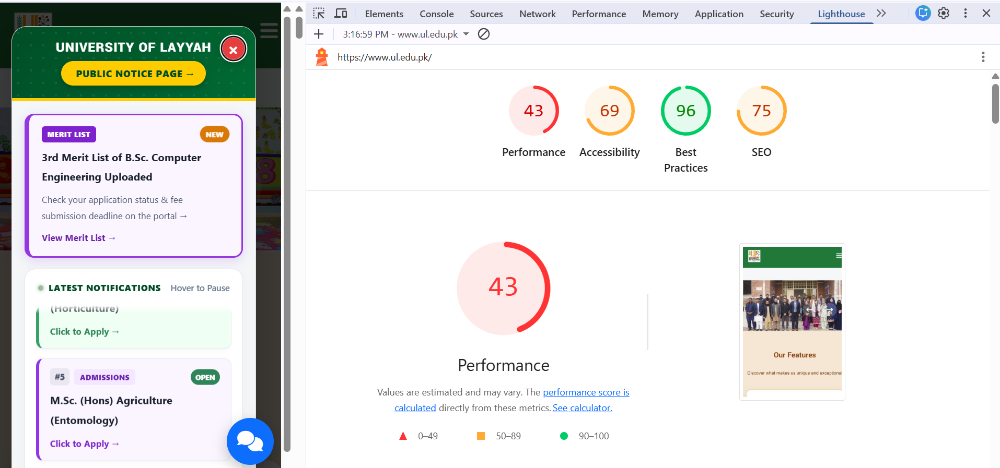 UNIVERSITY OF LAYYAH
PUBLIC NOTICE PAGE →
MERIT LIST
NEW
3rd Merit List of B.Sc. Computer
Engineering Uploaded
Check your application status & fee
submission deadline on the portal →
View Merit List →
LATEST NOTIFICATIONS
Hover to Pause
(Horticulture)
Click to Apply →
#5
ADMISSIONS
OPEN
M.Sc. (Hons) Agriculture
(Entomology)
Click to Apply →
Elements
Console
Sources
Network
Performance
Memory
Application
Security
Lighthouse
3:16:59 PM - www.ul.edu.pk
https://www.ul.edu.pk/
43
Performance
69
Accessibility
96
Best
Practices
75
SEO
43
Performance
Values are estimated and may vary. The performance score is
calculated directly from these metrics. See calculator.
0–49
50–89
90–100
Our Features
Discover what makes us unique and exceptional